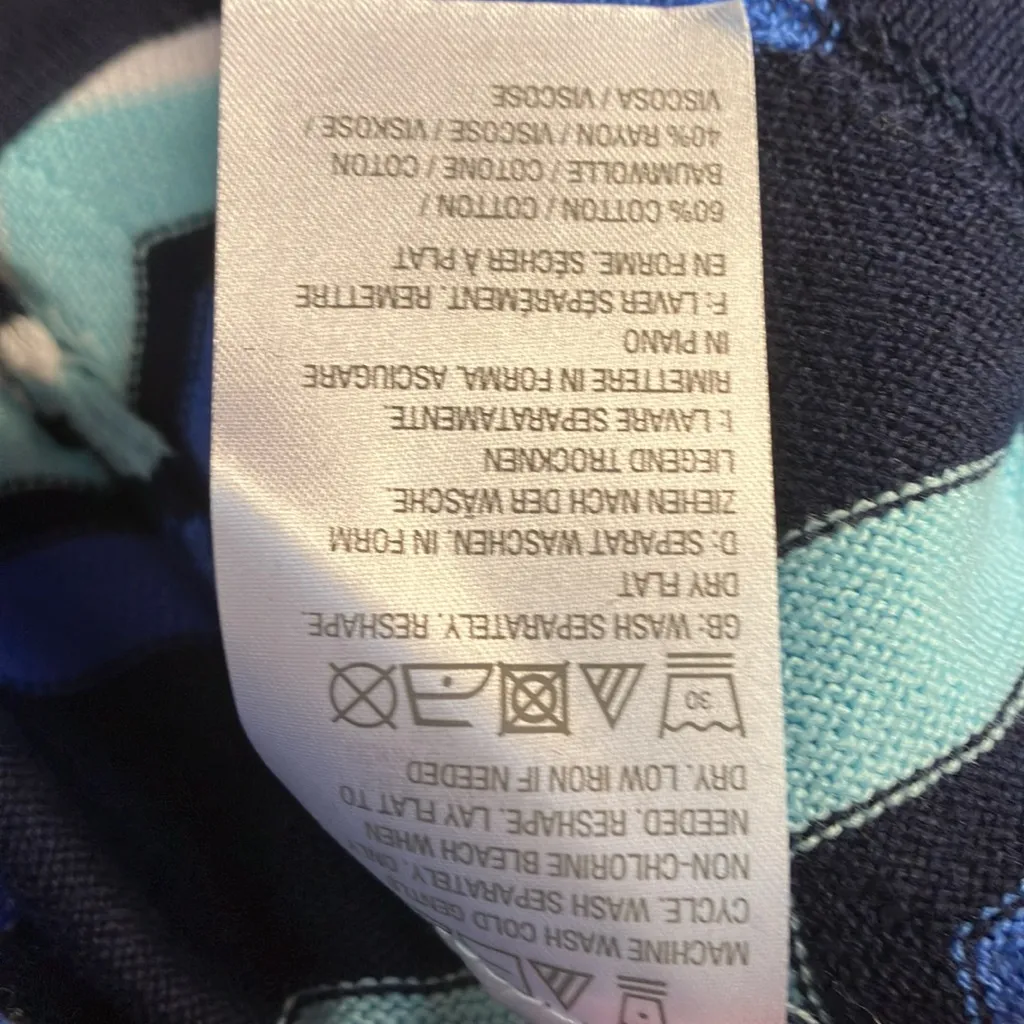 MACHINE WASH COLD GENTLE
CYCLE. WASH SEPARATELY. ONLY
NON-CHLORINE BLEACH WHEN
NEEDED. RESHAPE. LAY FLAT TO
DRY. LOW IRON IF NEEDED
30
GB: WASH SEPARATELY. RESHAPE.
DRY FLAT
D: SEPARAT WASCHEN. IN FORM
ZIEHEN NACH DER WÄSCHE.
LIEGEND TROCKNEN
I: LAVARE SEPARATAMENTE.
RIMETTERE IN FORMA. ASCIUGARE
IN PIANO
F: LAVER SÉPARÉMENT. REMETTRE
EN FORME. SÉCHER À PLAT
60% COTTON / COTTON /
BAUMWOLLE / COTONE / COTON
40% RAYON / VISCOSE / VISKOSE /
VISCOSA / VISCOSE